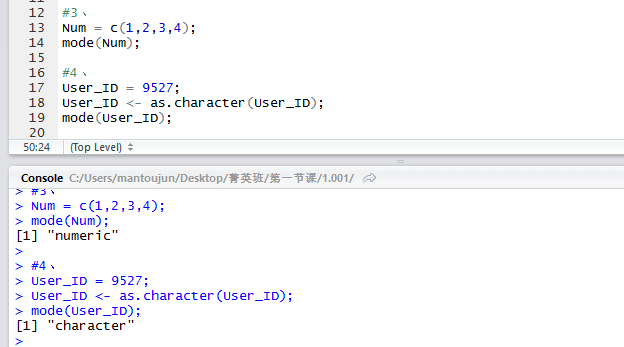 12 #3、
13 Num = c(1,2,3,4);
14 mode(Num);
15
16 #4、
17 User_ID = 9527;
18 User_ID <- as.character(User_ID);
19 mode(User_ID);
20
50:24 (Top Level)
Console C:/Users/mantoujun/Desktop/菁英班/第一节课/1.001/
> #3、
> Num = c(1,2,3,4);
> mode(Num);
[1] "numeric"
>
> #4、
> User_ID = 9527;
> User_ID <- as.character(User_ID);
> mode(User_ID);
[1] "character"
>